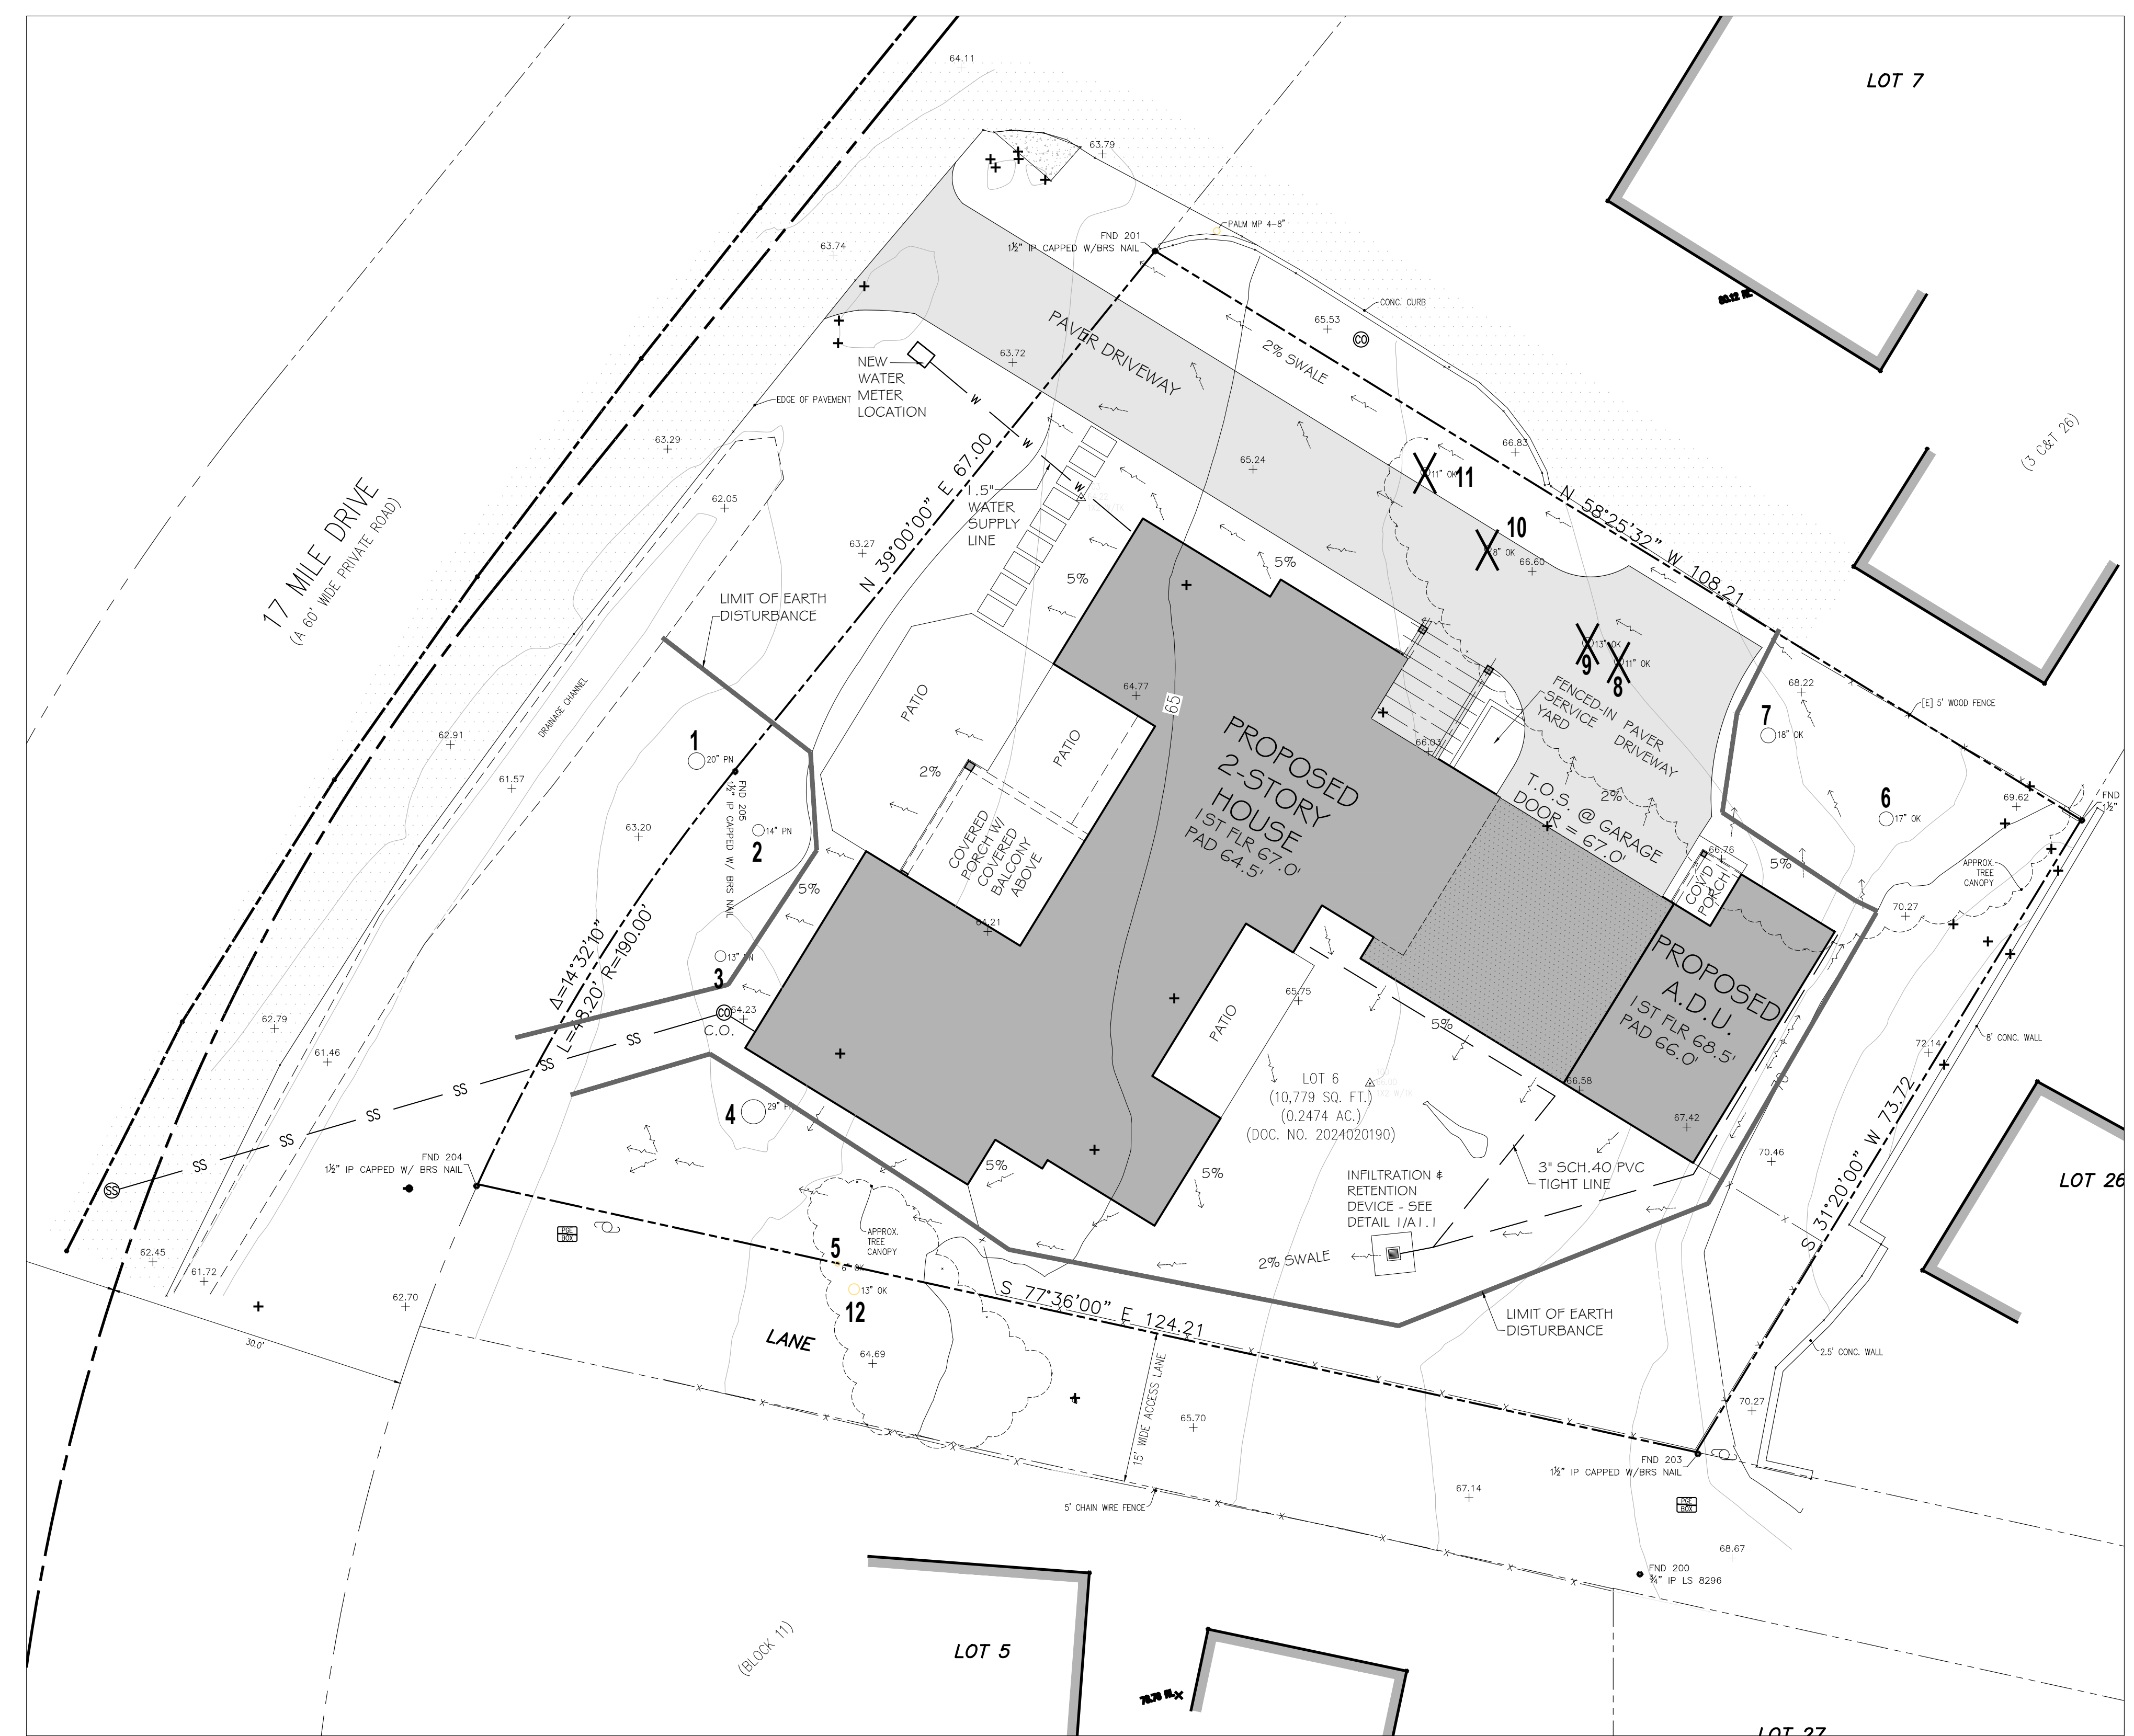 LOT 7
64.11
63.79
PALM MP 4-8"
FND 201
1½" IP CAPPED W/BRS NAIL
63.74
CONC. CURB
65.53
CO
2% SWALE
PAVER DRIVEWAY
63.72
NEW
WATER
METER
LOCATION
EDGE OF PAVEMENT
W
W
W
63.29
62.05
63.27
N 39°00'00" E 67.00
1.5"
WATER
SUPPLY
LINE
65.24
66.83
11" OK
11
10
8" OK
66.60
N 58°25'32" W 108.21
(3 C&T 26)
17 MILE DRIVE
(A 60' WIDE PRIVATE ROAD)
LIMIT OF EARTH
DISTURBANCE
5%
5%
13" OK
9
11" OK
8
FENCED-IN
SERVICE
YARD
PAVER
DRIVEWAY
68.22
[E] 5' WOOD FENCE
7
18" OK
6
17" OK
69.62
FND
1½"
DRAINAGE CHANNEL
62.91
61.57
1
20" PN
FND 205
1½" IP CAPPED W/ BRS NAIL
14" PN
2
63.20
PATIO
PATIO
64.77
65
2%
COVERED
PORCH W/
COVERED
BALCONY
ABOVE
64.21
PROPOSED
2-STORY
HOUSE
1ST FLR 67.0'
PAD 64.5'
66.03
T.O.S. @ GARAGE
DOOR = 67.0'
2%
66.76
COV'D
PORCH
5%
APPROX.
TREE
CANOPY
70.27
5%
Δ=14°32'10"
L=48.20' R=190.00'
13" PN
3
64.23
CO
C.O.
PROPOSED
A.D.U.
1ST FLR 68.5'
PAD 66.0'
65.75
PATIO
5%
66.58
67.42
70
72.14
8' CONC. WALL
62.79
61.46
SS
SS
SS
SS
SS
SS
SS
4
29" PN
LOT 6
(10,779 SQ. FT.)
(0.2474 AC.)
(DOC. NO. 2024020190)
70.46
S 31°20'00" W 73.72
FND 204
1½" IP CAPPED W/ BRS NAIL
5%
5%
INFILTRATION &
RETENTION
DEVICE - SEE
DETAIL 1/A1.1
3" SCH.40 PVC
TIGHT LINE
LOT 26
PGE
BOX
APPROX.
TREE
CANOPY
5
6" OK
13" OK
12
62.45
61.72
62.70
2% SWALE
S 77°36'00" E 124.21
LIMIT OF EARTH
DISTURBANCE
30.0'
LANE
64.69
15' WIDE ACCESS LANE
65.70
2.5' CONC. WALL
70.27
FND 203
1½" IP CAPPED W/BRS NAIL
67.14
PGE
BOX
5' CHAIN WIRE FENCE
68.67
FND 200
¾" IP LS 8296
(BLOCK 11)
LOT 5
LOT 27